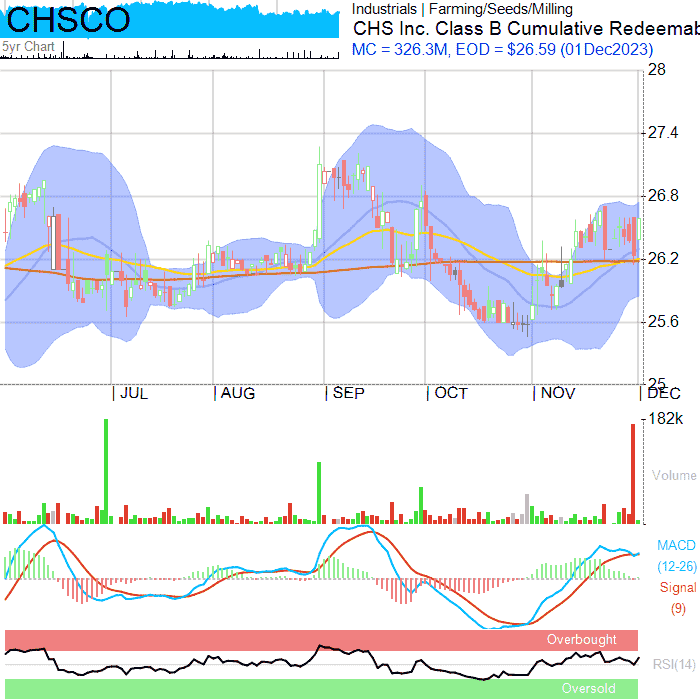 CHSCO
Industrials | Farming/Seeds/Milling
CHS Inc. Class B Cumulative Redeemab
5yr Chart
MC = 326.3M, EOD = $26.59 (01Dec2023)
28
27.4
26.8
26.2
25.6
25
JUL AUG SEP OCT NOV DEC
182k
Volume
MACD
(12-26)
Signal
(9)
Overbought
RSI(14)
Oversold